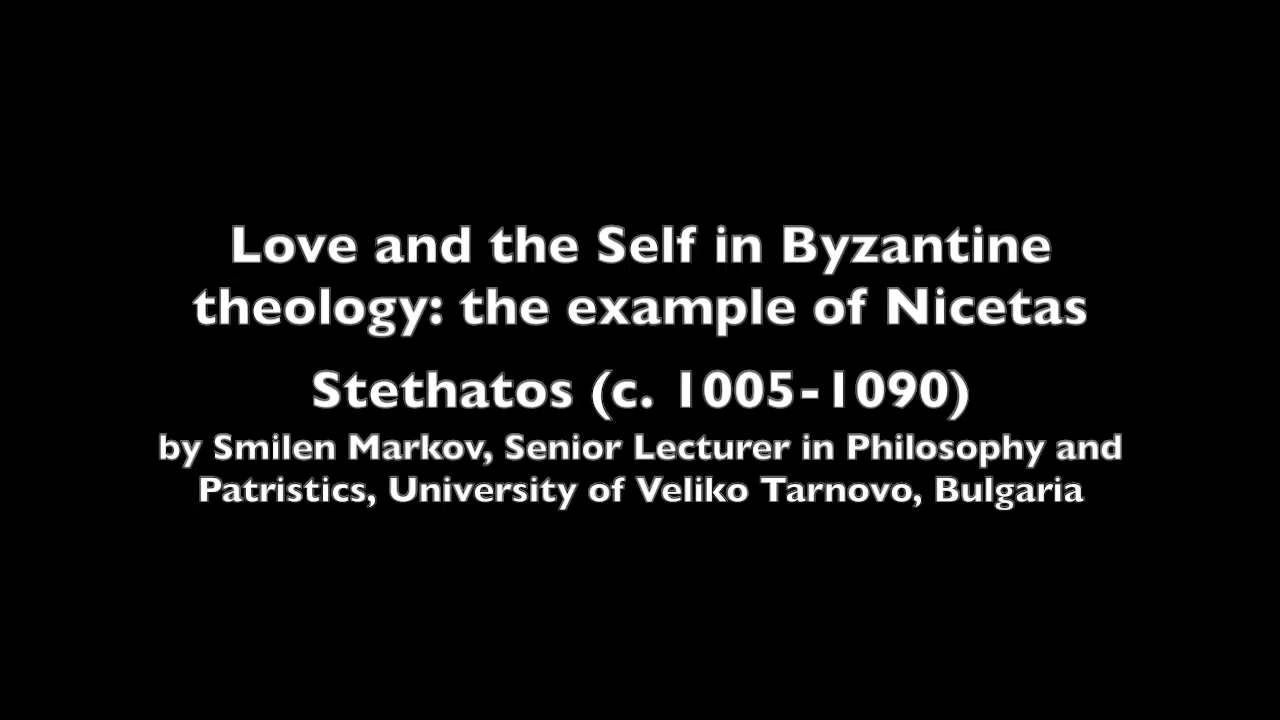 Love and the Self in Byzantine
theology: the example of Nicetas
Stethatos (c. 1005-1090)
by Smilen Markov, Senior Lecturer in Philosophy and
Patristics, University of Veliko Tarnovo, Bulgaria